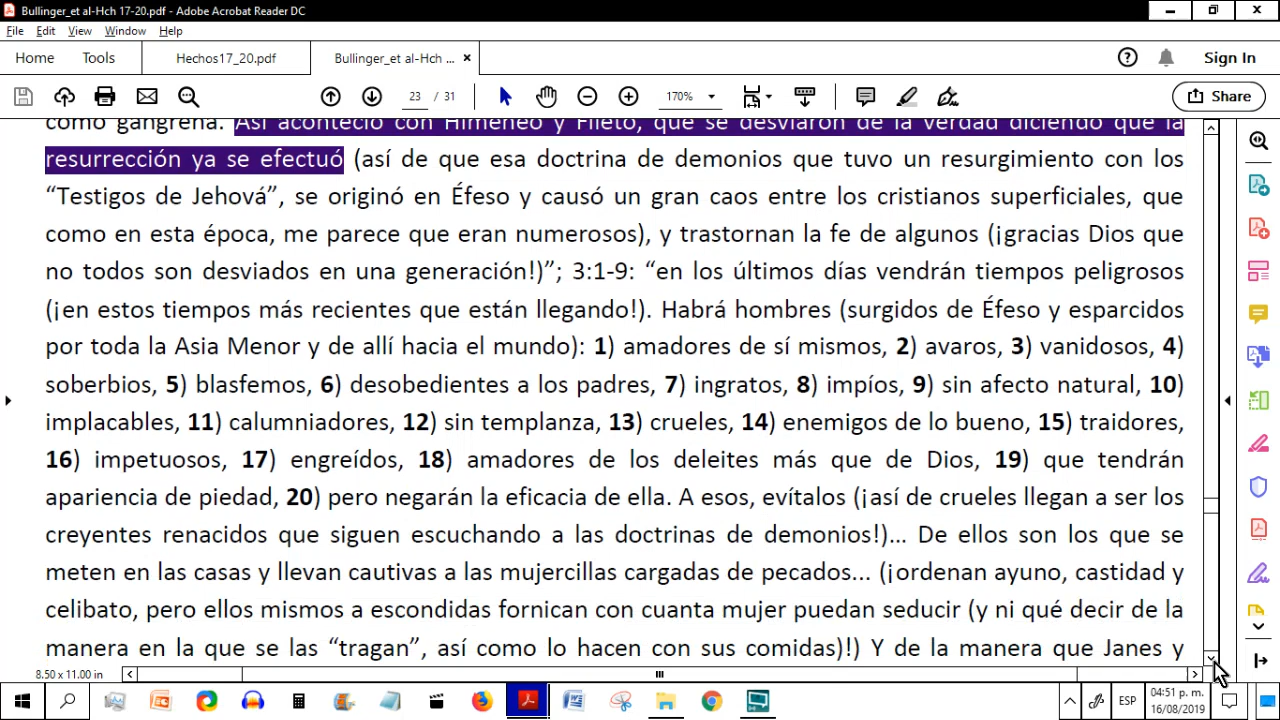 Bullinger_et al-Hch 17-20.pdf - Adobe Acrobat Reader DC
File Edit View Window Help
Home Tools Hechos17_20.pdf Bullinger_et al-Hch ... × Sign In
23 / 31 170% Share
como gangrena. Así aconteció con Himeneo y Fileto, que se desviaron de la verdad diciendo que la
resurrección ya se efectuó (así de que esa doctrina de demonios que tuvo un resurgimiento con los
“Testigos de Jehová”, se originó en Éfeso y causó un gran caos entre los cristianos superficiales, que
como en esta época, me parece que eran numerosos), y trastornan la fe de algunos (¡gracias Dios que
no todos son desviados en una generación!)”; 3:1-9: “en los últimos días vendrán tiempos peligrosos
(¡en estos tiempos más recientes que están llegando!). Habrá hombres (surgidos de Éfeso y esparcidos
por toda la Asia Menor y de allí hacia el mundo): 1) amadores de sí mismos, 2) avaros, 3) vanidosos, 4)
soberbios, 5) blasfemos, 6) desobedientes a los padres, 7) ingratos, 8) impíos, 9) sin afecto natural, 10)
implacables, 11) calumniadores, 12) sin templanza, 13) crueles, 14) enemigos de lo bueno, 15) traidores,
16) impetuosos, 17) engreídos, 18) amadores de los deleites más que de Dios, 19) que tendrán
apariencia de piedad, 20) pero negarán la eficacia de ella. A esos, evítalos (¡así de crueles llegan a ser los
creyentes renacidos que siguen escuchando a las doctrinas de demonios!)... De ellos son los que se
meten en las casas y llevan cautivas a las mujercillas cargadas de pecados... (¡ordenan ayuno, castidad y
celibato, pero ellos mismos a escondidas fornican con cuanta mujer puedan seducir (y ni qué decir de la
manera en la que se las “tragan”, así como lo hacen con sus comidas)!) Y de la manera que Janes y
8.50 x 11.00 in
ESP 04:51 p. m.
16/08/2019